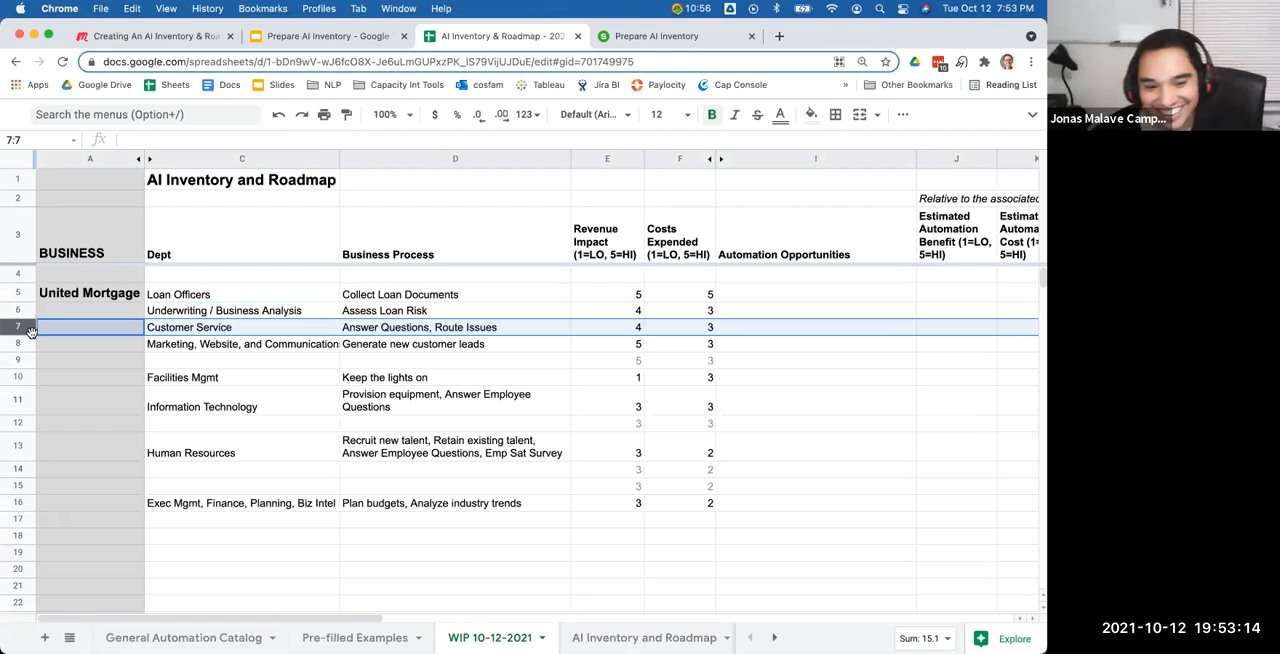 Chrome File Edit View History Bookmarks Profiles Tab Window Help 10:56 Tue Oct 12 7:53 PM
Creating An AI Inventory & Roa Prepare AI Inventory - Google AI Inventory & Roadmap - 202 Prepare AI Inventory
docs.google.com/spreadsheets/d/1-bDn9wV-wJ6fcO8X-Je6uLmGUPxzPK_lS79VijUJDuE/edit#gid=701749975
10
Apps Google Drive Sheets Docs Slides NLP Capacity Int Tools cosfam Tableau Jira BI Paylocity Cap Console » Other Bookmarks Reading List
Search the menus (Option+/) 100% $ % .0 .00 123 Default (Ari... 12 B I S A
7:7 fx
A C D E F I J K
1 AI Inventory and Roadmap
2 Relative to the associated
3 BUSINESS Dept Business Process Revenue Impact (1=LO, 5=HI) Costs Expended (1=LO, 5=HI) Automation Opportunities Estimated Automation Benefit (1=LO, 5=HI) Estimat Automa Cost (1= 5=HI)
4
5 United Mortgage Loan Officers Collect Loan Documents 5 5
6 Underwriting / Business Analysis Assess Loan Risk 4 3
7 Customer Service Answer Questions, Route Issues 4 3
8 Marketing, Website, and Communication Generate new customer leads 5 3
9 5 3
10 Facilities Mgmt Keep the lights on 1 3
11 Information Technology Provision equipment, Answer Employee Questions 3 3
12 3 3
13 Human Resources Recruit new talent, Retain existing talent, Answer Employee Questions, Emp Sat Survey 3 2
14 3 2
15 3 2
16 Exec Mgmt, Finance, Planning, Biz Intel Plan budgets, Analyze industry trends 3 2
17
18
19
20
21
22
General Automation Catalog Pre-filled Examples WIP 10-12-2021 AI Inventory and Roadmap Sum: 15.1 Explore
Jonas Malave Camp...
2021-10-12 19:53:14